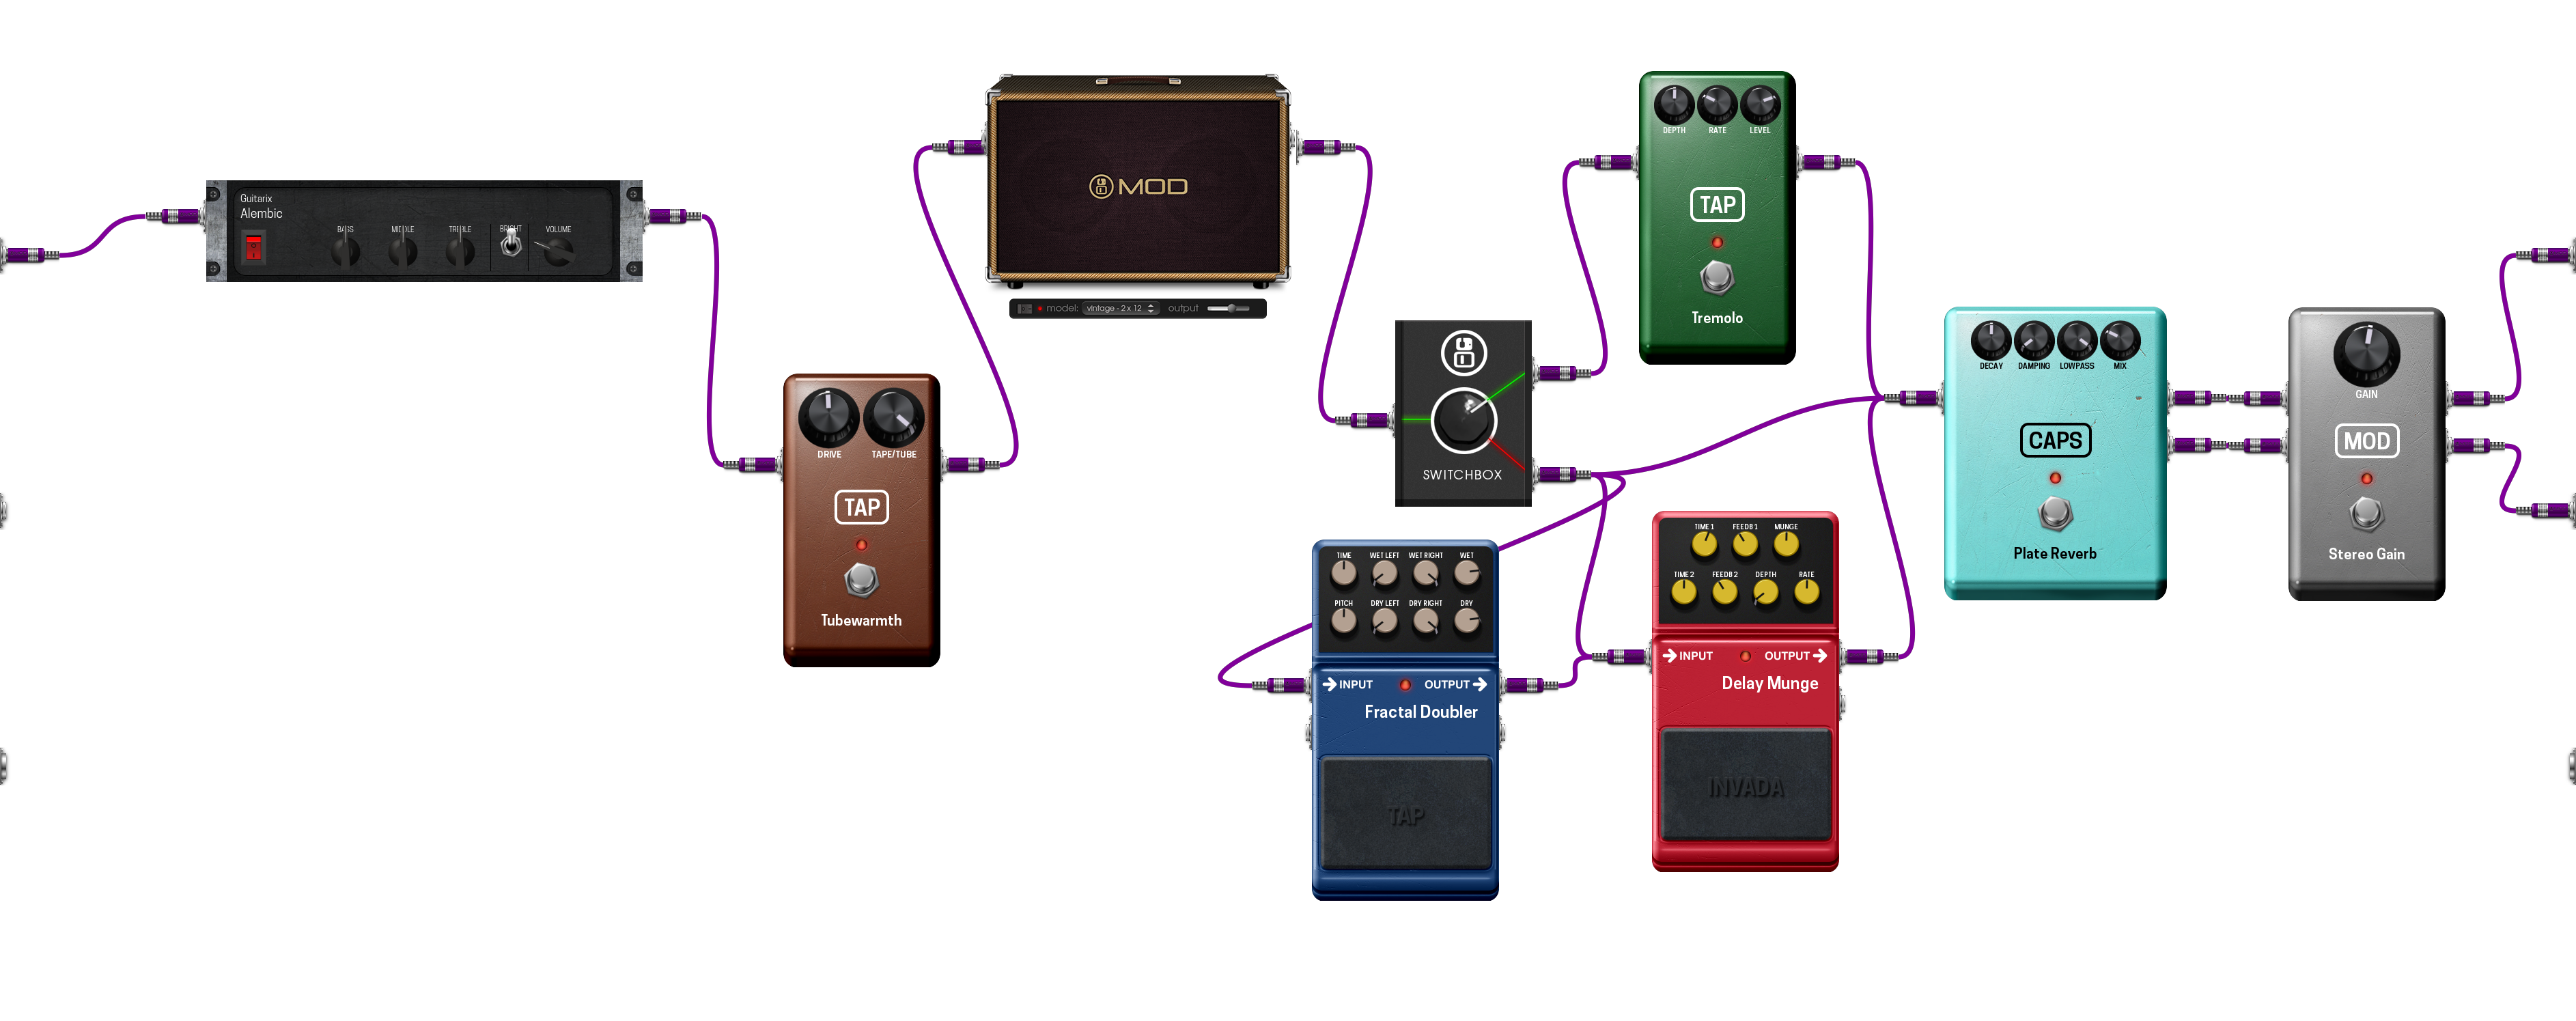 Guitarix
Alembic
BASS MIDDLE TREBLE BRIGHT VOLUME
DRIVE TAPE/TUBE
TAP
Tubewarmth
MOD
model: vintage - 2 x 12 output
SWITCHBOX
DEPTH RATE LEVEL
TAP
Tremolo
TIME WET LEFT WET RIGHT WET
PITCH DRY LEFT DRY RIGHT DRY
INPUT OUTPUT
Fractal Doubler
TAP
TIME 1 FEEDB 1 MUNGE
TIME 2 FEEDB 2 DEPTH RATE
INPUT OUTPUT
Delay Munge
INVADA
DECAY DAMPING LOWPASS MIX
CAPS
Plate Reverb
GAIN
MOD
Stereo Gain